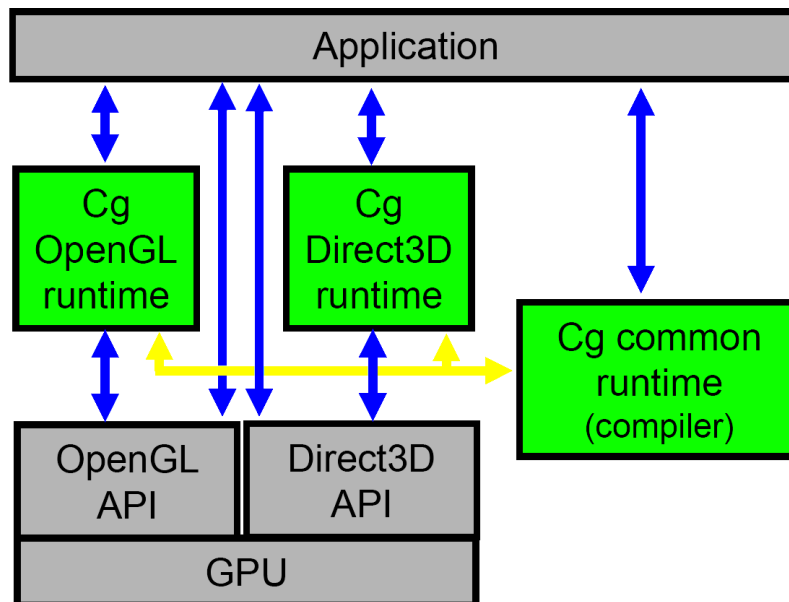 Application
Cg
OpenGL
runtime
Cg
Direct3D
runtime
Cg common
runtime
(compiler)
OpenGL
API
Direct3D
API
GPU